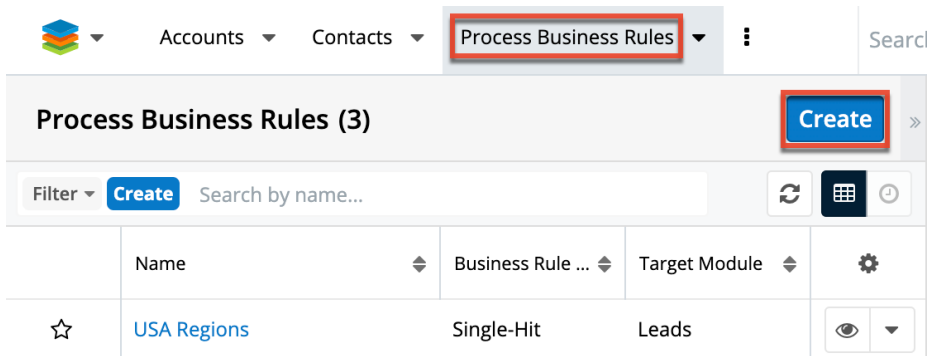 Accounts Contacts Process Business Rules
Process Business Rules (3) Create »
Filter Create Search by name...
Name Business Rule ... Target Module
USA Regions Single-Hit Leads